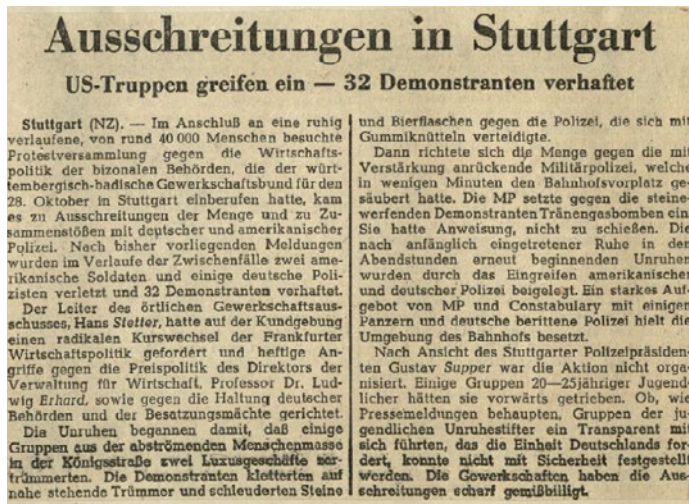 Ausschreitungen in Stuttgart
US-Truppen greifen ein — 32 Demonstranten verhaftet
Stuttgart (NZ). — Im Anschluß an eine ruhig
verlaufene, von rund 40 000 Menschen besuchte
Protestversammlung gegen die Wirtschafts-
politik der bizonalen Behörden, die der würt-
tembergisch-badische Gewerkschaftsbund für den
28. Oktober in Stuttgart einberufen hatte, kam
es zu Ausschreitungen der Menge und zu Zu-
sammenstößen mit deutscher und amerikanischer
Polizei. Nach bisher vorliegenden Meldungen
wurden im Verlaufe der Zwischenfälle zwei ame-
rikanische Soldaten und einige deutsche Poli-
zisten verletzt und 32 Demonstranten verhaftet.
Der Leiter des örtlichen Gewerkschaftsaus-
schusses, Hans Stetter, hatte auf der Kundgebung
einen radikalen Kurswechsel der Frankfurter
Wirtschaftspolitik gefordert und heftige An-
griffe gegen die Preispolitik des Direktors der
Verwaltung für Wirtschaft, Professor Dr. Lud-
wig Erhard, sowie gegen die Haltung deutscher
Behörden und der Besatzungsmächte gerichtet.
Die Unruhen begannen damit, daß einige
Gruppen aus der abströmenden Menschenmasse
in der Königsstraße zwei Luxusgeschäfte zer-
trümmerten. Die Demonstranten kletterten auf
nahe stehende Trümmer und schleuderten Steine
und Bierflaschen gegen die Polizei, die sich mit
Gummiknütteln verteidigte.
Dann richtete sich die Menge gegen die mit
Verstärkung anrückende Militärpolizei, welche
in wenigen Minuten den Bahnhofsvorplatz ge-
säubert hatte. Die MP setzte gegen die steine-
werfenden Demonstranten Tränengasbomben ein.
Sie hatte Anweisung, nicht zu schießen. Die
nach anfänglich eingetretener Ruhe in den
Abendstunden erneut beginnenden Unruhen
wurden durch das Eingreifen amerikanischer
und deutscher Polizei beigelegt. Ein starkes Auf-
gebot von MP und Constabulary mit einigen
Panzern und deutsche berittene Polizei hielt die
Umgebung des Bahnhofs besetzt.
Nach Ansicht des Stuttgarter Polizeipräsiden-
ten Gustav Supper war die Aktion nicht orga-
nisiert. Einige Gruppen 20—25jähriger Jugend-
licher hätten sie vorwärts getrieben. Ob, wie
Pressemeldungen behaupten, Gruppen der ju-
gendlichen Unruhestifter ein Transparent mit
sich führten, das die Einheit Deutschlands for-
dert, konnte nicht mit Sicherheit festgestellt
werden. Die Gewerkschaften haben die Aus-
schreitungen scharf gemißbilligt.